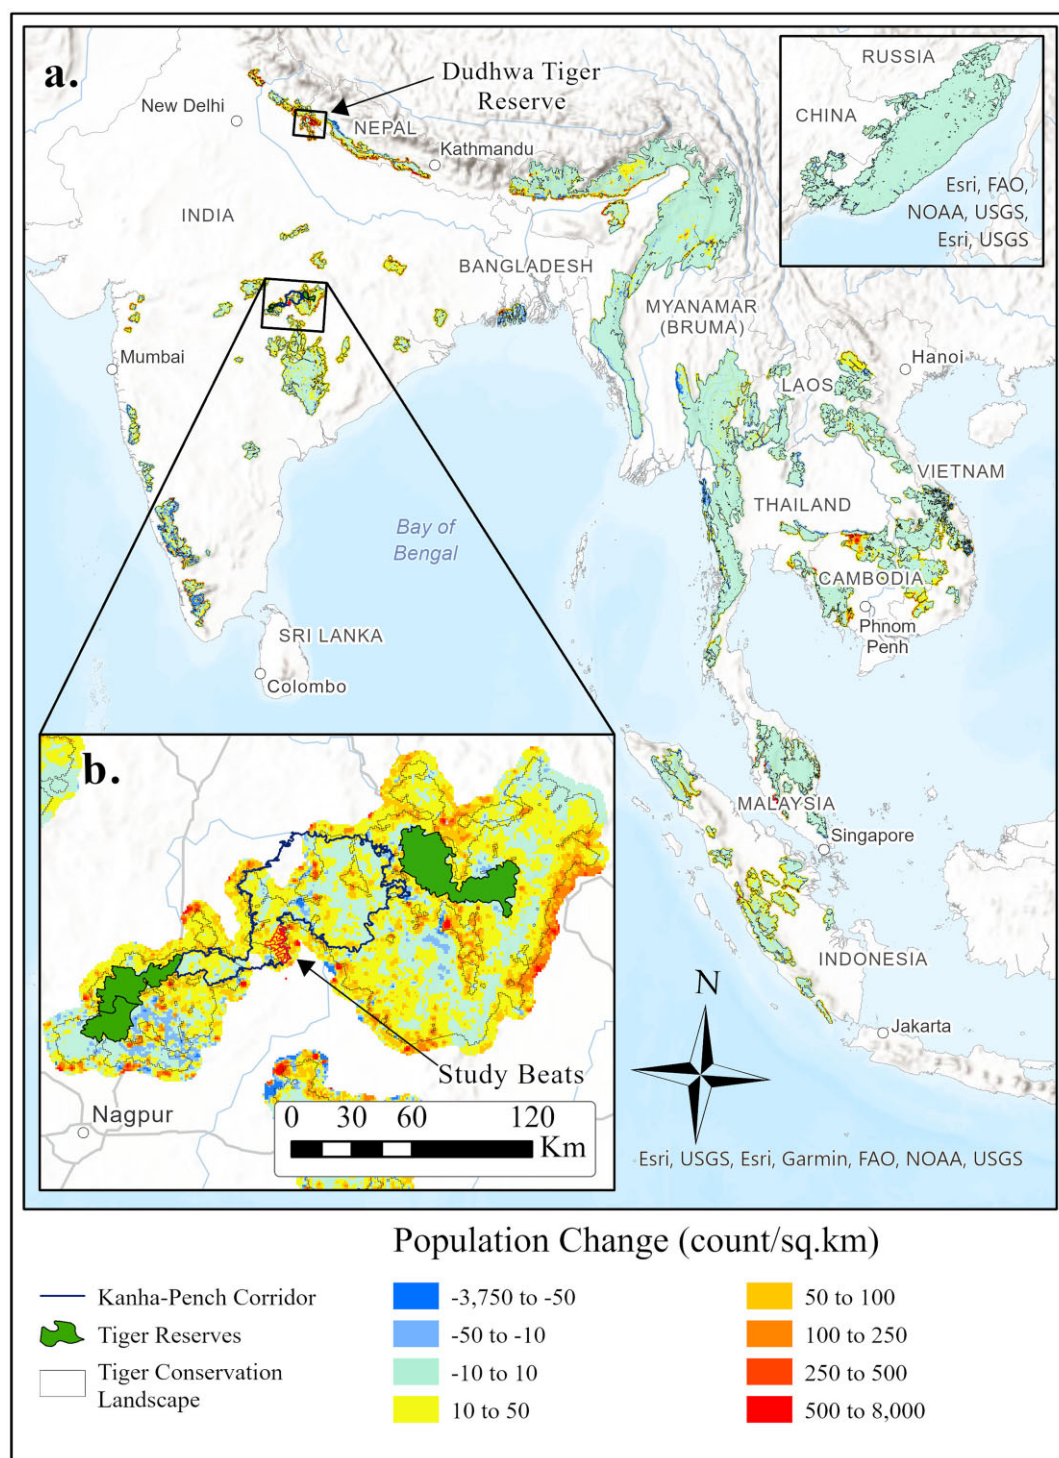 a.
Dudhwa Tiger
Reserve
New Delhi
NEPAL
Kathmandu
INDIA
BANGLADESH
MYANAMAR
(BRUMA)
Mumbai
Hanoi
LAOS
VIETNAM
THAILAND
Bay of
Bengal
CAMBODIA
Phnom
Penh
SRI LANKA
Colombo
MALAYSIA
Singapore
INDONESIA
Jakarta
RUSSIA
CHINA
Esri, FAO,
NOAA, USGS,
Esri, USGS
b.
Study Beats
Nagpur
0 30 60 120
Km
N
Esri, USGS, Esri, Garmin, FAO, NOAA, USGS
Population Change (count/sq.km)
Kanha-Pench Corridor
Tiger Reserves
Tiger Conservation
Landscape
-3,750 to -50
-50 to -10
-10 to 10
10 to 50
50 to 100
100 to 250
250 to 500
500 to 8,000